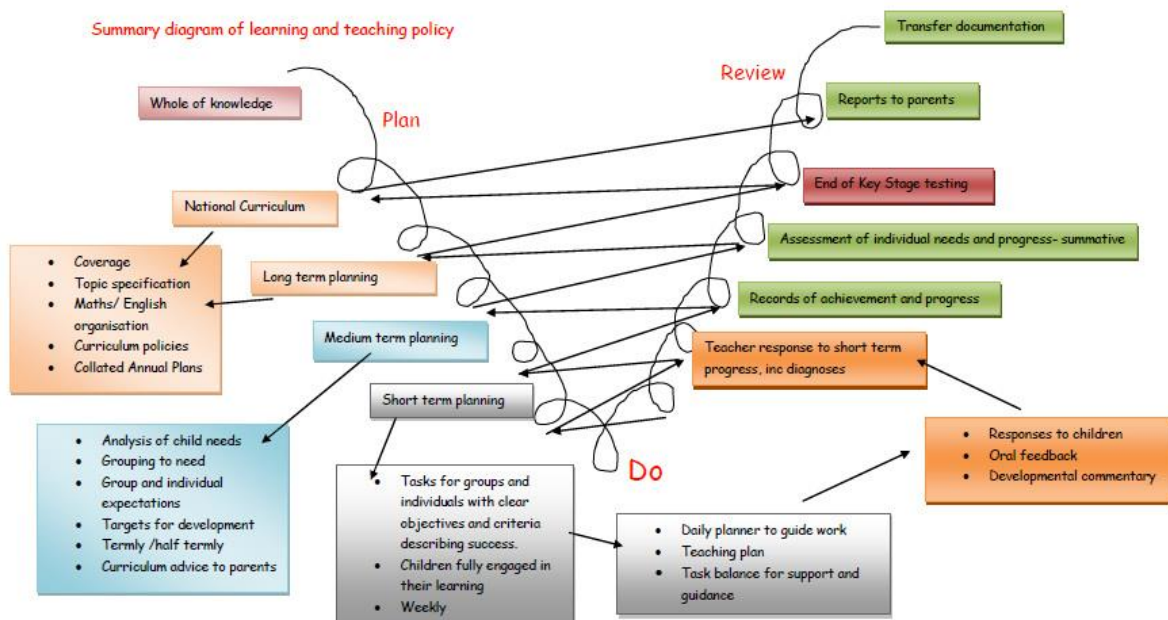 Summary diagram of learning and teaching policy
Transfer documentation
Review
Whole of knowledge
Reports to parents
Plan
End of Key Stage testing
National Curriculum
Assessment of individual needs and progress- summative
• Coverage
• Topic specification
• Maths/ English
organisation
• Curriculum policies
• Collated Annual Plans
Long term planning
Records of achievement and progress
Medium term planning
Teacher response to short term
progress, inc diagnoses
Short term planning
• Analysis of child needs
• Grouping to need
• Group and individual
expectations
• Targets for development
• Termly /half termly
• Curriculum advice to parents
Do
• Responses to children
• Oral feedback
• Developmental commentary
• Tasks for groups and
individuals with clear
objectives and criteria
describing success.
• Children fully engaged in
their learning
• Weekly
• Daily planner to guide work
• Teaching plan
• Task balance for support and
guidance